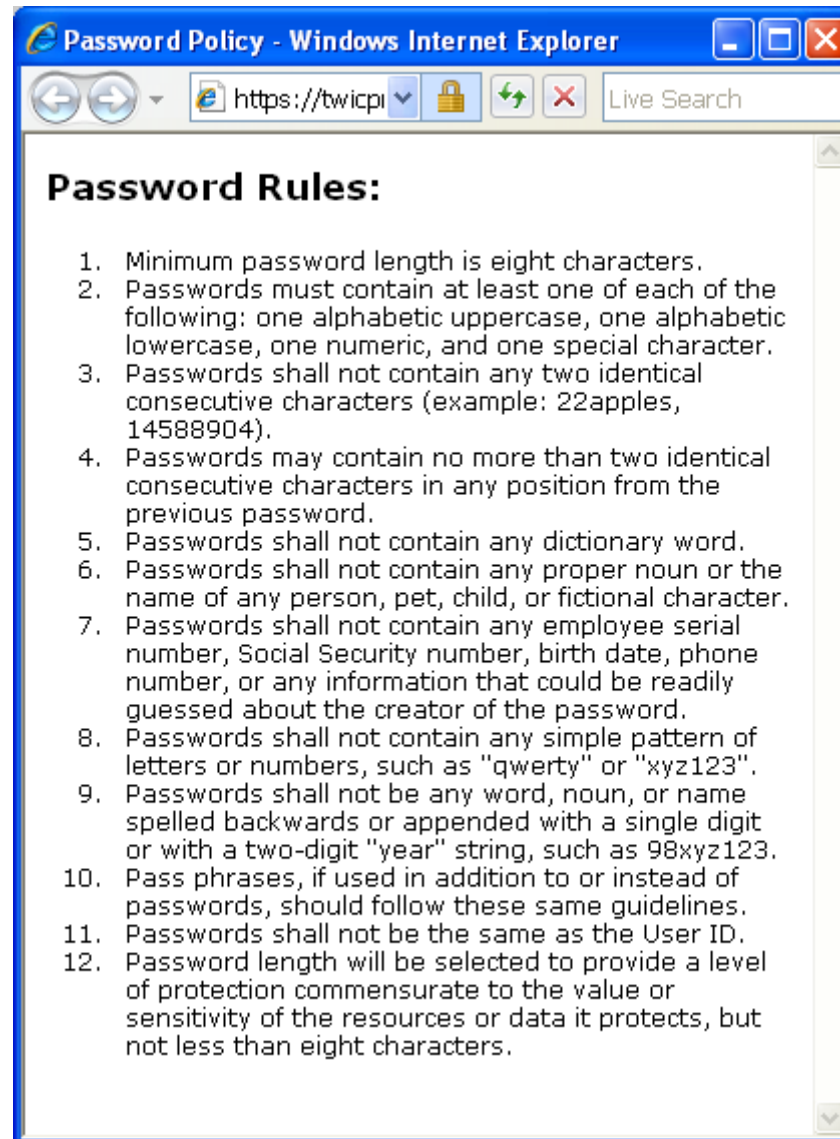 Password Policy - Windows Internet Explorer
https://twicpr
Live Search
Password Rules:
1. Minimum password length is eight characters.
2. Passwords must contain at least one of each of the
following: one alphabetic uppercase, one alphabetic
lowercase, one numeric, and one special character.
3. Passwords shall not contain any two identical
consecutive characters (example: 22apples,
14588904).
4. Passwords may contain no more than two identical
consecutive characters in any position from the
previous password.
5. Passwords shall not contain any dictionary word.
6. Passwords shall not contain any proper noun or the
name of any person, pet, child, or fictional character.
7. Passwords shall not contain any employee serial
number, Social Security number, birth date, phone
number, or any information that could be readily
guessed about the creator of the password.
8. Passwords shall not contain any simple pattern of
letters or numbers, such as "qwerty" or "xyz123".
9. Passwords shall not be any word, noun, or name
spelled backwards or appended with a single digit
or with a two-digit "year" string, such as 98xyz123.
10. Pass phrases, if used in addition to or instead of
passwords, should follow these same guidelines.
11. Passwords shall not be the same as the User ID.
12. Password length will be selected to provide a level
of protection commensurate to the value or
sensitivity of the resources or data it protects, but
not less than eight characters.